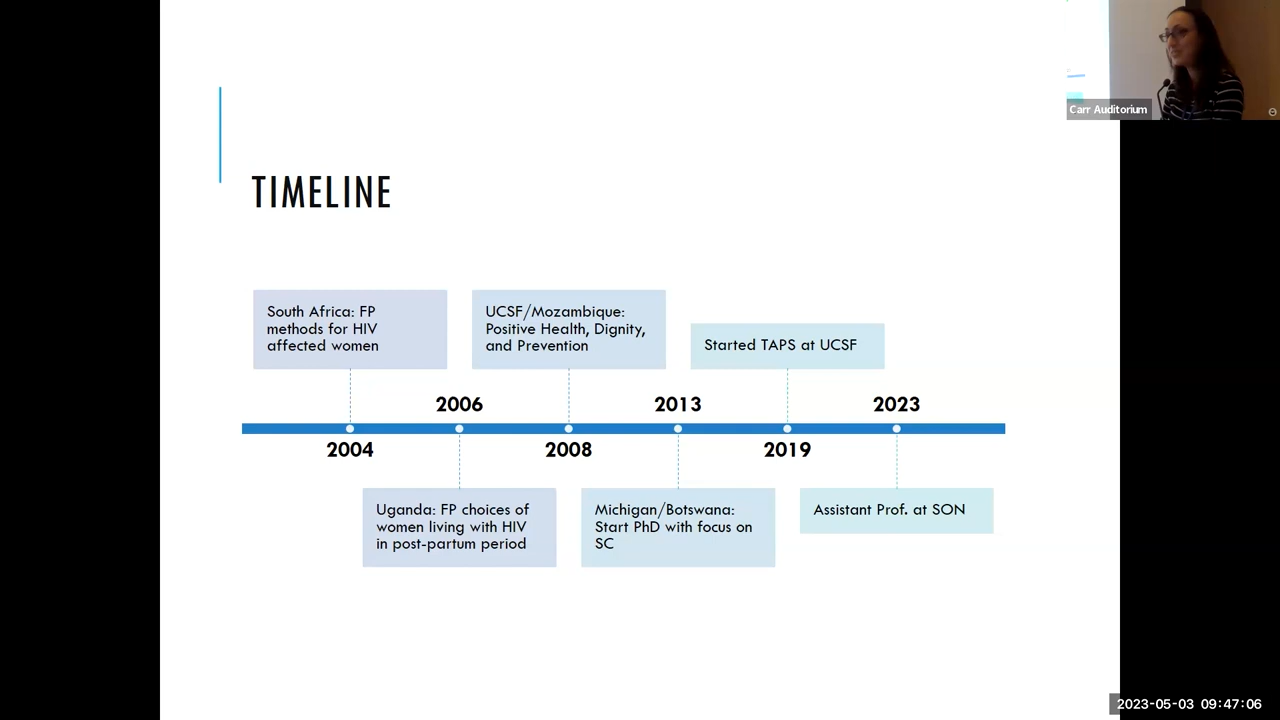 Carr Auditorium
TIMELINE
South Africa: FP
methods for HIV
affected women
UCSF/Mozambique:
Positive Health, Dignity,
and Prevention
Started TAPS at UCSF
2006
2013
2023
2004
2008
2019
Uganda: FP choices of
women living with HIV
in post-partum period
Michigan/Botswana:
Start PhD with focus on
SC
Assistant Prof. at SON
2023-05-03 09:47:06